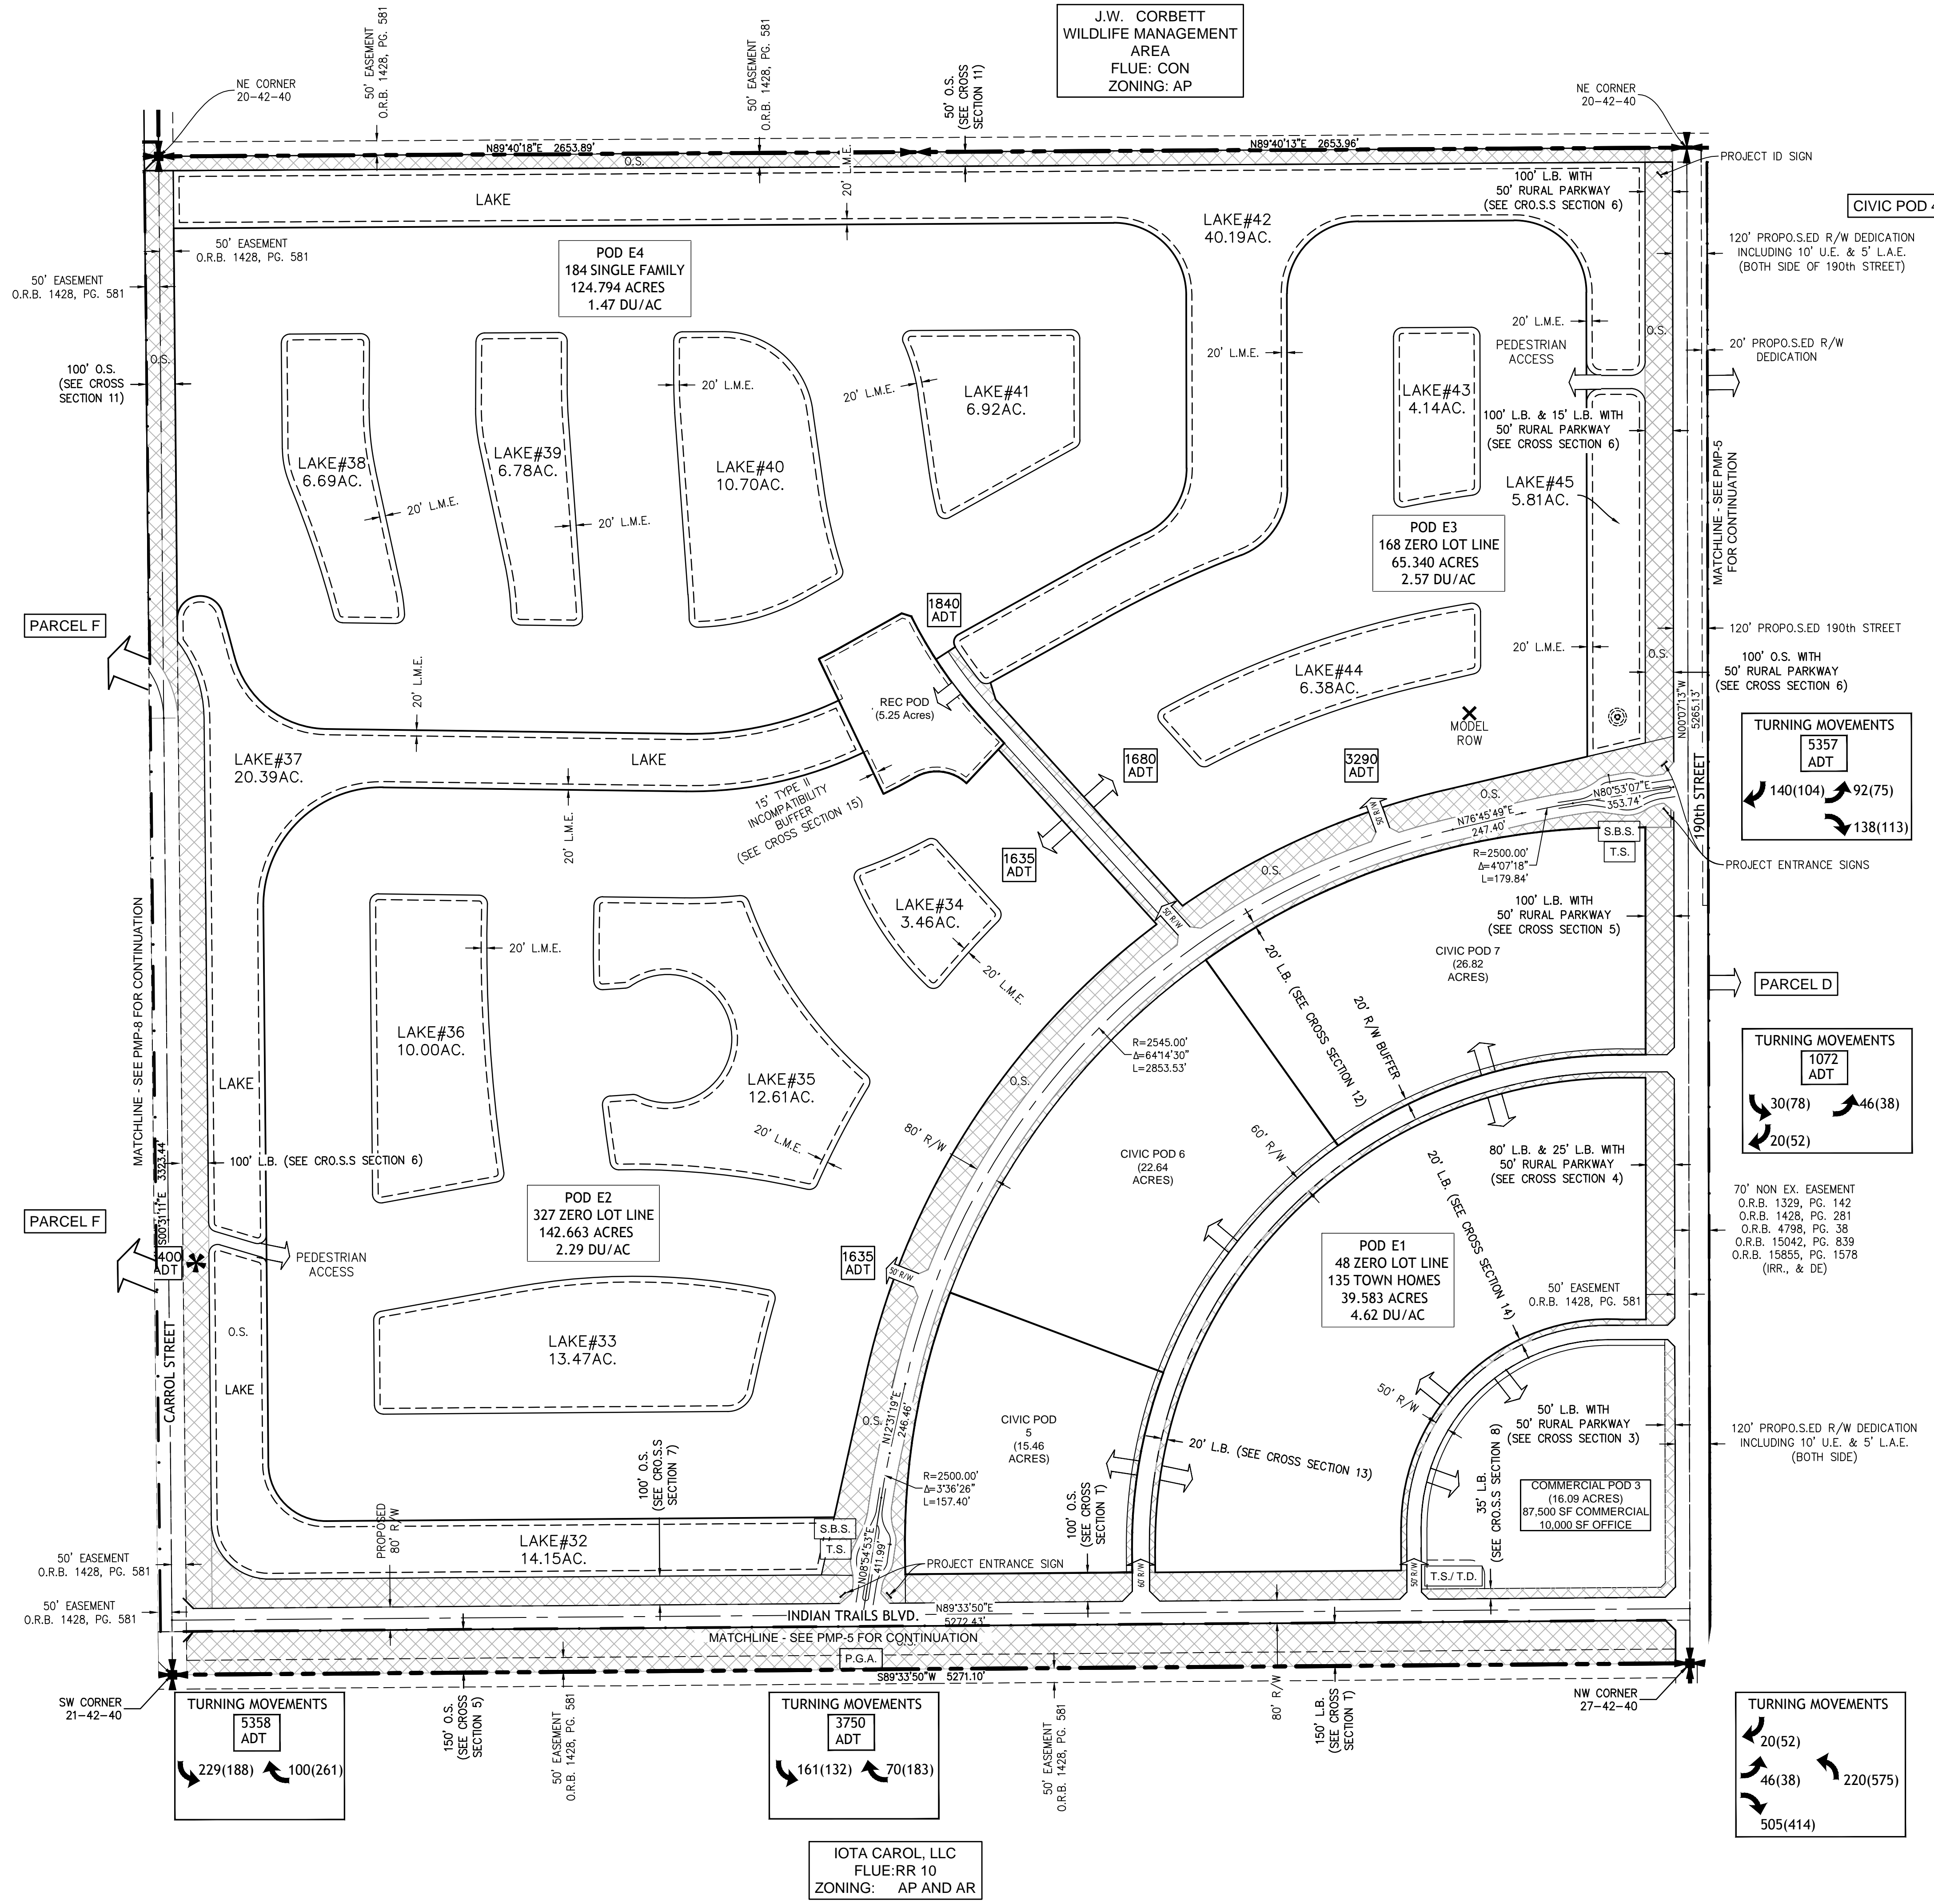 J.W. CORBETT
WILDLIFE MANAGEMENT
AREA
FLUE: CON
ZONING: AP
50' EASEMENT
O.R.B. 1428, PG. 581
50' EASEMENT
O.R.B. 1428, PG. 581
50' O.S.
(SEE CROSS
SECTION 11)
NE CORNER
20-42-40
NE CORNER
20-42-40
N89°40'18"E 2653.89'
O.S.
N89°40'13"E 2653.96'
PROJECT ID SIGN
20' L.M.E.
LAKE
100' L.B. WITH
50' RURAL PARKWAY
(SEE CRO.S.S SECTION 6)
CIVIC POD 4
LAKE#42
40.19AC.
50' EASEMENT
O.R.B. 1428, PG. 581
50' EASEMENT
O.R.B. 1428, PG. 581
POD E4
184 SINGLE FAMILY
124.794 ACRES
1.47 DU/AC
120' PROPO.S.ED R/W DEDICATION
INCLUDING 10' U.E. & 5' L.A.E.
(BOTH SIDE OF 190th STREET)
20' L.M.E.
PEDESTRIAN
ACCESS
O.S.
20' PROPO.S.ED R/W
DEDICATION
100' O.S.
(SEE CROSS
SECTION 11)
O.S.
20' L.M.E.
20' L.M.E.
20' L.M.E.
LAKE#41
6.92AC.
LAKE#43
4.14AC.
100' L.B. & 15' L.B. WITH
50' RURAL PARKWAY
(SEE CROSS SECTION 6)
LAKE#38
6.69AC.
LAKE#39
6.78AC.
LAKE#40
10.70AC.
20' L.M.E.
20' L.M.E.
LAKE#45
5.81AC.
MATCHLINE - SEE PMP-5
FOR CONTINUATION
POD E3
168 ZERO LOT LINE
65.340 ACRES
2.57 DU/AC
PARCEL F
1840
ADT
120' PROPO.S.ED 190th STREET
20' L.M.E.
O.S.
100' O.S. WITH
50' RURAL PARKWAY
(SEE CROSS SECTION 6)
20' L.M.E.
LAKE#44
6.38AC.
REC POD
(5.25 Acres)
MODEL
ROW
N00°07'13"W
5265.13'
LAKE#37
20.39AC.
LAKE
1680
ADT
3290
ADT
190th STREET
TURNING MOVEMENTS
5357
ADT
140(104)
92(75)
138(113)
15' TYPE II
INCOMPATIBILITY
BUFFER
(SEE CROSS SECTION 15)
20' L.M.E.
O.S.
N80°53'07"E
353.74'
N76°45'49"E
247.40'
50 R/W
S.B.S.
T.S.
R=2500.00'
Δ=4°07'18"
L=179.84'
PROJECT ENTRANCE SIGNS
1635
ADT
O.S.
MATCHLINE - SEE PMP-8 FOR CONTINUATION
LAKE#34
3.46AC.
50' R/W
100' L.B. WITH
50' RURAL PARKWAY
(SEE CROSS SECTION 5)
20' L.M.E.
20' L.M.E.
20' L.B. (SEE CROSS SECTION 12)
CIVIC POD 7
(26.82
ACRES)
PARCEL D
20' R/W BUFFER
LAKE#36
10.00AC.
R=2545.00'
Δ=64°14'30"
L=2853.53'
LAKE
LAKE#35
12.61AC.
O.S.
TURNING MOVEMENTS
1072
ADT
30(78)
46(38)
20(52)
20' L.M.E.
80' R/W
60' R/W
S00°31'11"E 3323.44'
100' L.B. (SEE CRO.S.S SECTION 6)
CIVIC POD 6
(22.64
ACRES)
80' L.B. & 25' L.B. WITH
50' RURAL PARKWAY
(SEE CROSS SECTION 4)
20' L.B. (SEE CROSS SECTION 14)
POD E2
327 ZERO LOT LINE
142.663 ACRES
2.29 DU/AC
70' NON EX. EASEMENT
O.R.B. 1329, PG. 142
O.R.B. 1428, PG. 281
O.R.B. 4798, PG. 38
O.R.B. 15042, PG. 839
O.R.B. 15855, PG. 1578
(IRR., & DE)
PARCEL F
3400
ADT
PEDESTRIAN
ACCESS
1635
ADT
50' R/W
POD E1
48 ZERO LOT LINE
135 TOWN HOMES
39.583 ACRES
4.62 DU/AC
50' EASEMENT
O.R.B. 1428, PG. 581
O.S.
LAKE#33
13.47AC.
CARROL STREET
LAKE
O.S.
N12°31'19"E
246.46'
CIVIC POD
5
(15.46
ACRES)
50' R/W
50' L.B. WITH
50' RURAL PARKWAY
(SEE CROSS SECTION 3)
120' PROPO.S.ED R/W DEDICATION
INCLUDING 10' U.E. & 5' L.A.E.
(BOTH SIDE)
20' L.B. (SEE CROSS SECTION 13)
100' O.S.
(SEE CRO.S.S
SECTION 7)
R=2500.00'
Δ=3°36'26"
L=157.40'
35' L.B.
(SEE CRO.S.S SECTION 8)
COMMERCIAL POD 3
(16.09 ACRES)
87,500 SF COMMERCIAL
10,000 SF OFFICE
100' O.S.
(SEE CROSS
SECTION T)
PROPOSED
80' R/W
S.B.S.
T.S.
LAKE#32
14.15AC.
N08°54'53"E
411.99'
PROJECT ENTRANCE SIGN
60' R/W
50' R/W
T.S./ T.D.
50' EASEMENT
O.R.B. 1428, PG. 581
50' EASEMENT
O.R.B. 1428, PG. 581
INDIAN TRAILS BLVD.
N89°33'50"E
5272.43'
MATCHLINE - SEE PMP-5 FOR CONTINUATION
P.G.A.
S89°33'50"W 5271.10'
SW CORNER
21-42-40
NW CORNER
27-42-40
150' O.S.
(SEE CROSS
SECTION 5)
50' EASEMENT
O.R.B. 1428, PG. 581
50' EASEMENT
O.R.B. 1428, PG. 581
80' R/W
150' L.B.
(SEE CROSS
SECTION T)
TURNING MOVEMENTS
5358
ADT
229(188)
100(261)
TURNING MOVEMENTS
3750
ADT
161(132)
70(183)
TURNING MOVEMENTS
20(52)
46(38)
220(575)
505(414)
IOTA CAROL, LLC
FLUE:RR 10
ZONING: AP AND AR